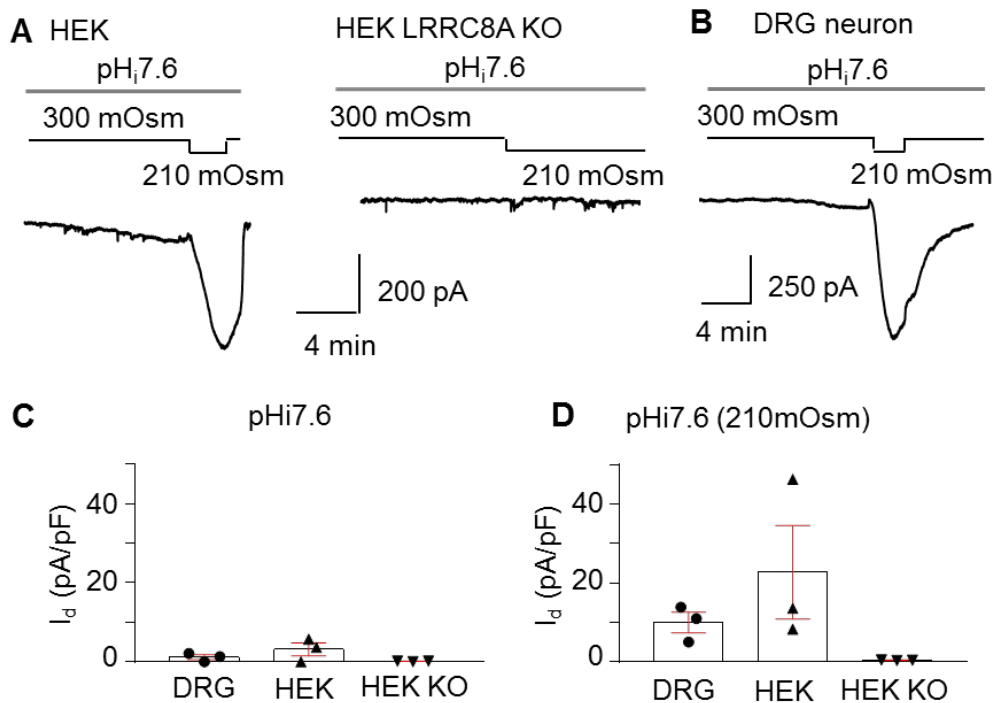 A HEK
HEK LRRC8A KO
B DRG neuron
pHi7.6
pHi7.6
pHi7.6
300 mOsm
300 mOsm
300 mOsm
210 mOsm
210 mOsm
210 mOsm
200 pA
4 min
250 pA
4 min
C pHi7.6
Id (pA/pF)
40
20
0
DRG HEK HEK KO
D pHi7.6 (210mOsm)
Id (pA/pF)
40
20
0
DRG HEK HEK KO